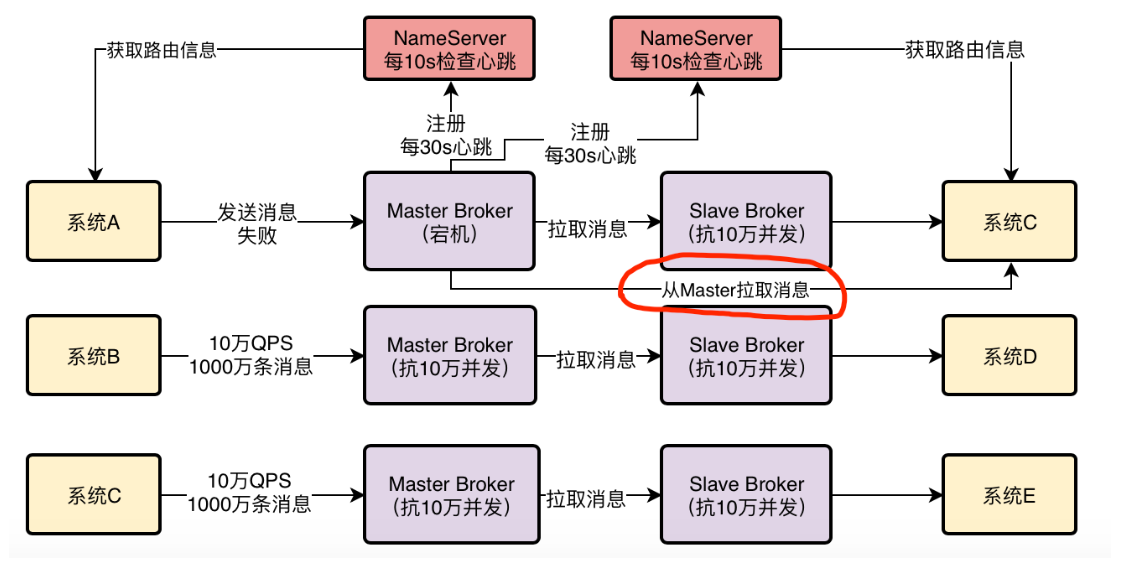 NameServer
每10s检查心跳
NameServer
每10s检查心跳
获取路由信息
获取路由信息
注册
每30s心跳
注册
每30s心跳
系统A
发送消息
失败
Master Broker
（宕机）
拉取消息
Slave Broker
（抗10万并发）
系统C
从Master拉取消息
系统B
10万QPS
1000万条消息
Master Broker
（抗10万并发）
拉取消息
Slave Broker
（抗10万并发）
系统D
系统C
10万QPS
1000万条消息
Master Broker
（抗10万并发）
拉取消息
Slave Broker
（抗10万并发）
系统E